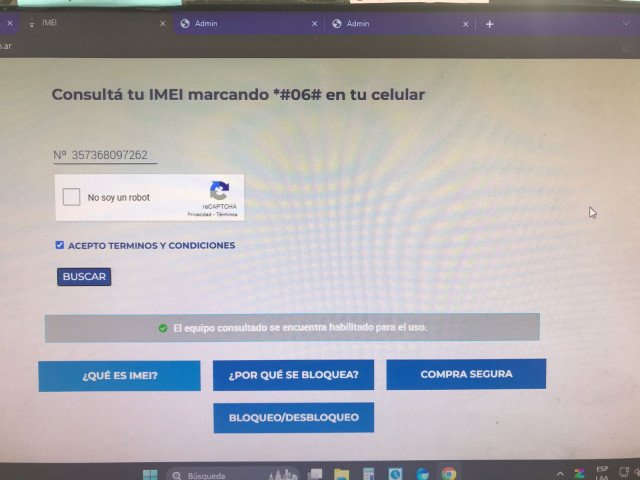 IMEI
Admin
Admin
.ar
Consultá tu IMEI marcando *#06# en tu celular
Nº 357368097262
No soy un robot
reCAPTCHA
Privacidad - Términos
ACEPTO TERMINOS Y CONDICIONES
BUSCAR
El equipo consultado se encuentra habilitado para el uso.
¿QUÉ ES IMEI?
¿POR QUÉ SE BLOQUEA?
COMPRA SEGURA
BLOQUEO/DESBLOQUEO
Búsqueda
ESP
LAA